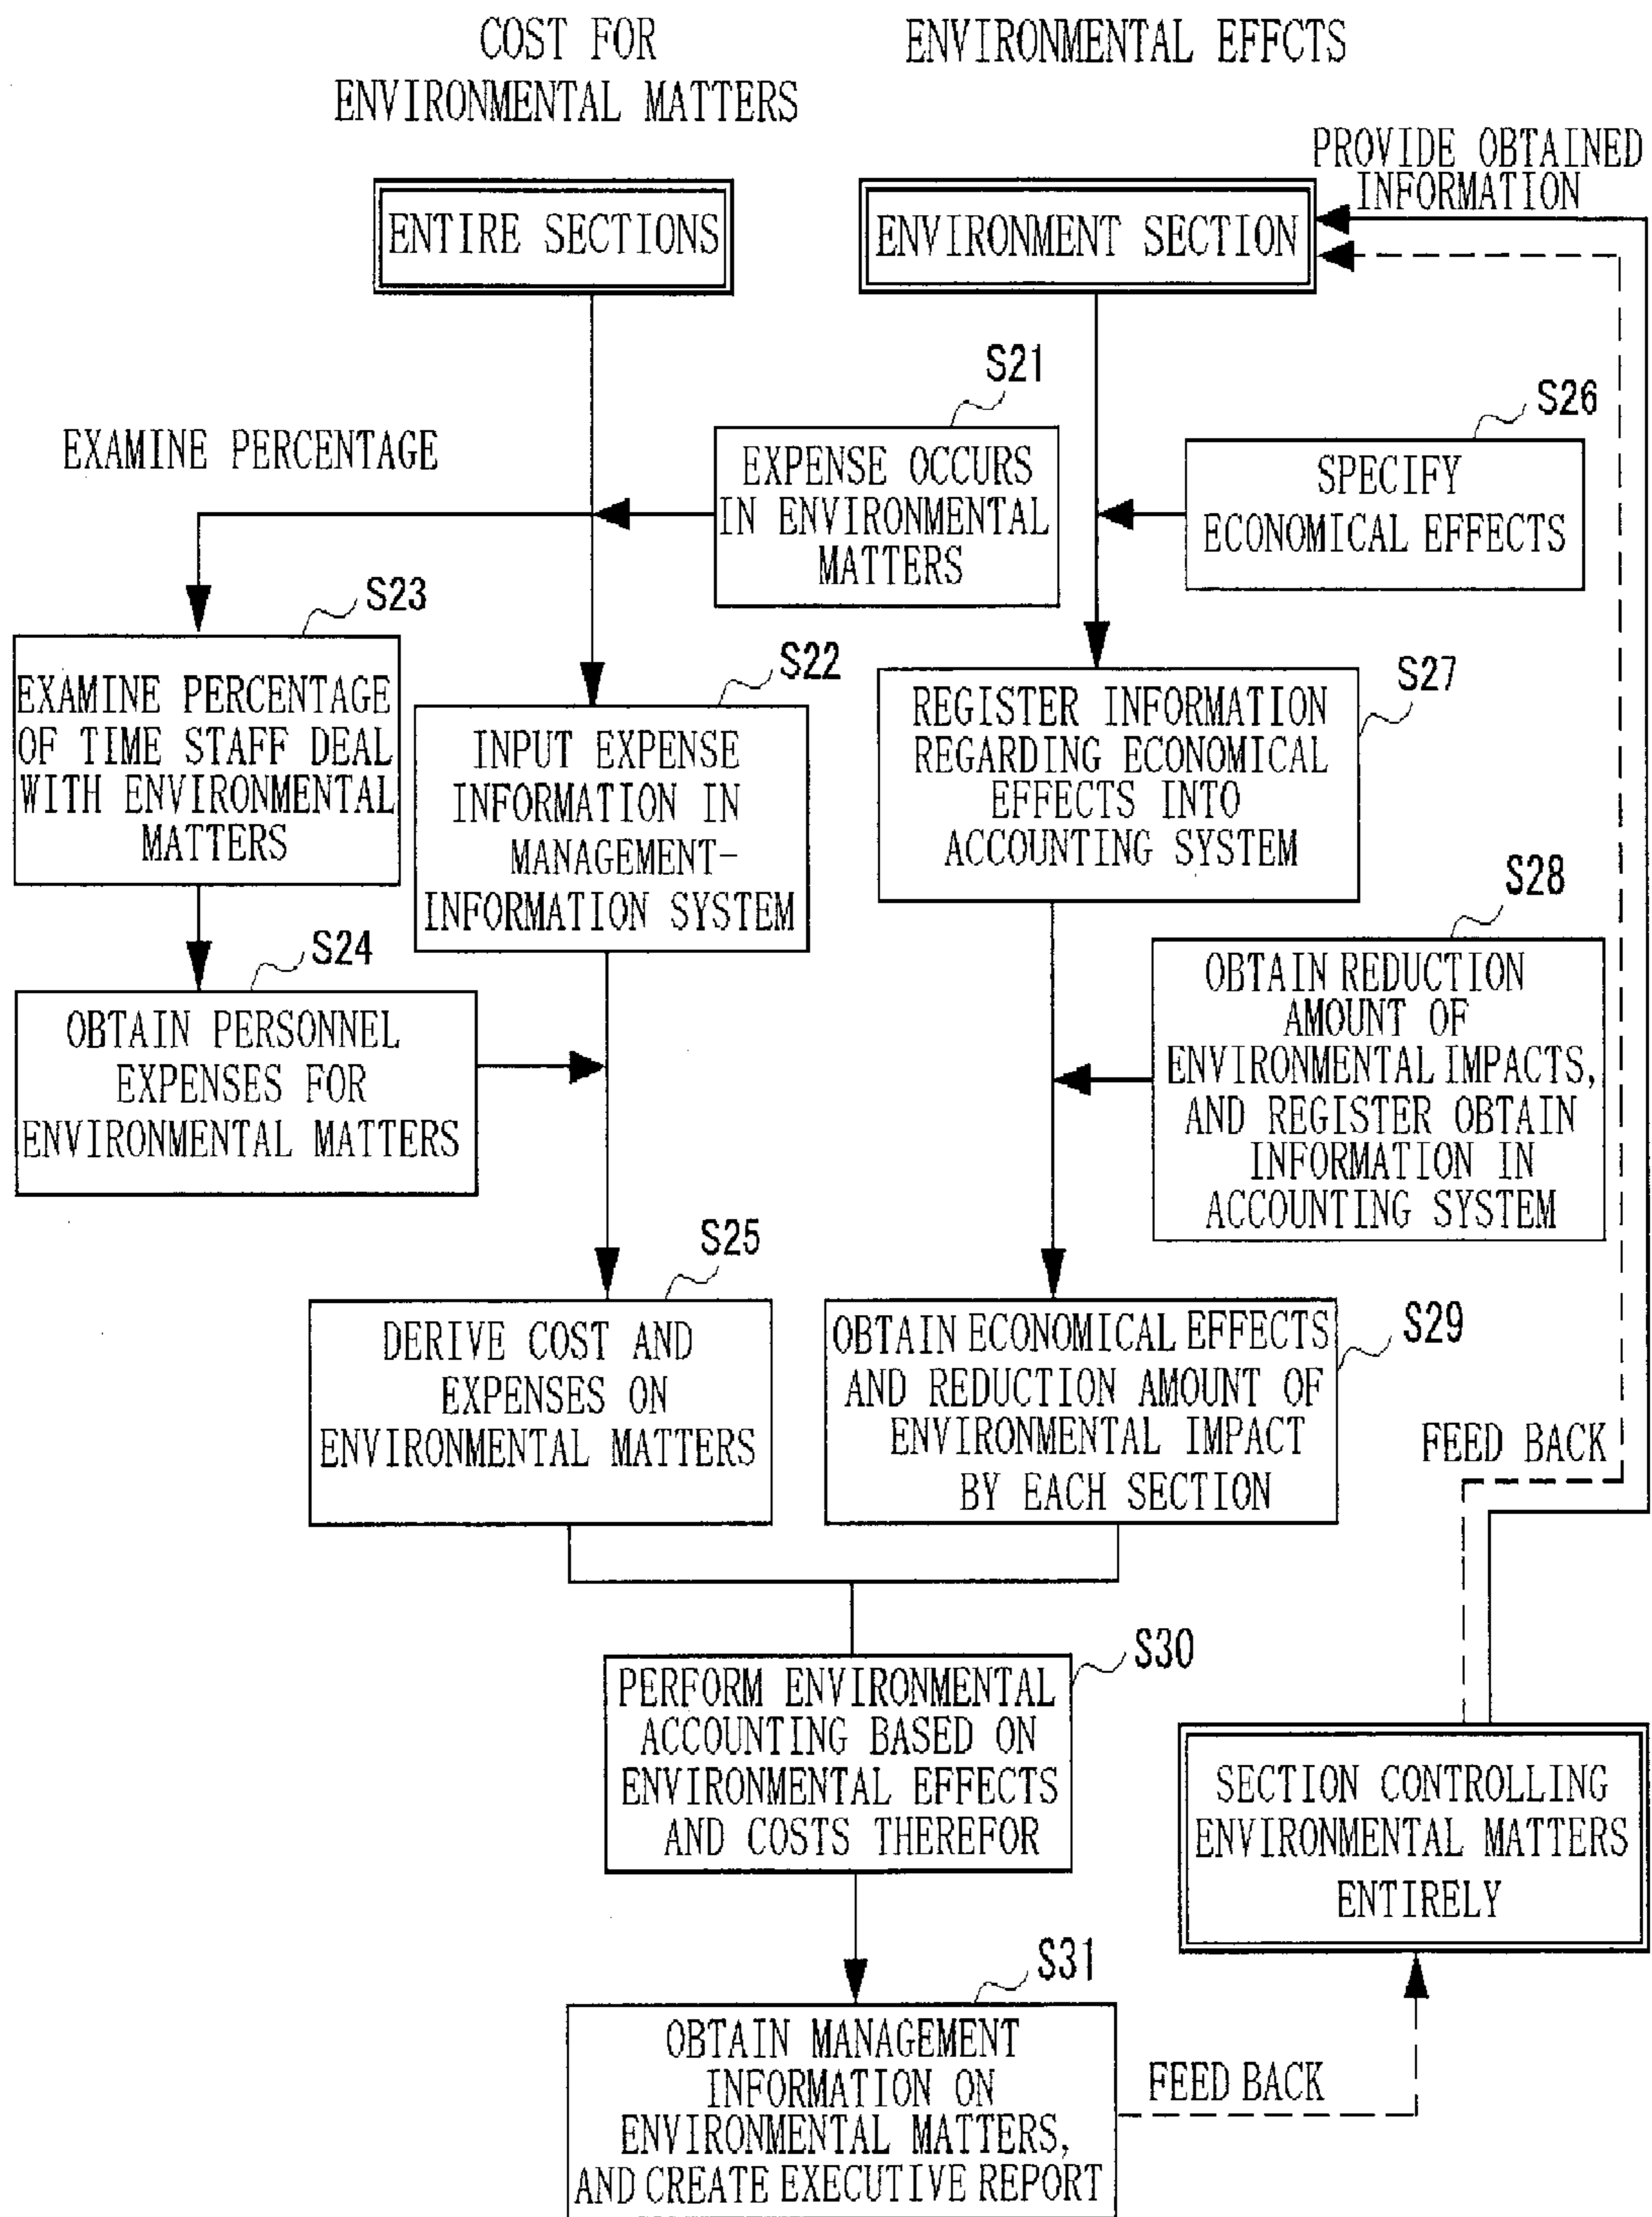 COST FOR
ENVIRONMENTAL MATTERS
ENVIRONMENTAL EFFCTS
PROVIDE OBTAINED
INFORMATION
ENTIRE SECTIONS
ENVIRONMENT SECTION
S21
S26
EXAMINE PERCENTAGE
EXPENSE OCCURS
IN ENVIRONMENTAL
MATTERS
SPECIFY
ECONOMICAL EFFECTS
S23
S22
S27
EXAMINE PERCENTAGE
OF TIME STAFF DEAL
WITH ENVIRONMENTAL
MATTERS
INPUT EXPENSE
INFORMATION IN
MANAGEMENT-
INFORMATION SYSTEM
REGISTER INFORMATION
REGARDING ECONOMICAL
EFFECTS INTO
ACCOUNTING SYSTEM
S24
S28
OBTAIN PERSONNEL
EXPENSES FOR
ENVIRONMENTAL MATTERS
OBTAIN REDUCTION
AMOUNT OF
ENVIRONMENTAL IMPACTS,
AND REGISTER OBTAIN
INFORMATION IN
ACCOUNTING SYSTEM
S25
S29
DERIVE COST AND
EXPENSES ON
ENVIRONMENTAL MATTERS
OBTAIN ECONOMICAL EFFECTS
AND REDUCTION AMOUNT OF
ENVIRONMENTAL IMPACT
BY EACH SECTION
FEED BACK
S30
PERFORM ENVIRONMENTAL
ACCOUNTING BASED ON
ENVIRONMENTAL EFFECTS
AND COSTS THEREFOR
SECTION CONTROLLING
ENVIRONMENTAL MATTERS
ENTIRELY
S31
OBTAIN MANAGEMENT
INFORMATION ON
ENVIRONMENTAL MATTERS,
AND CREATE EXECUTIVE REPORT
FEED BACK